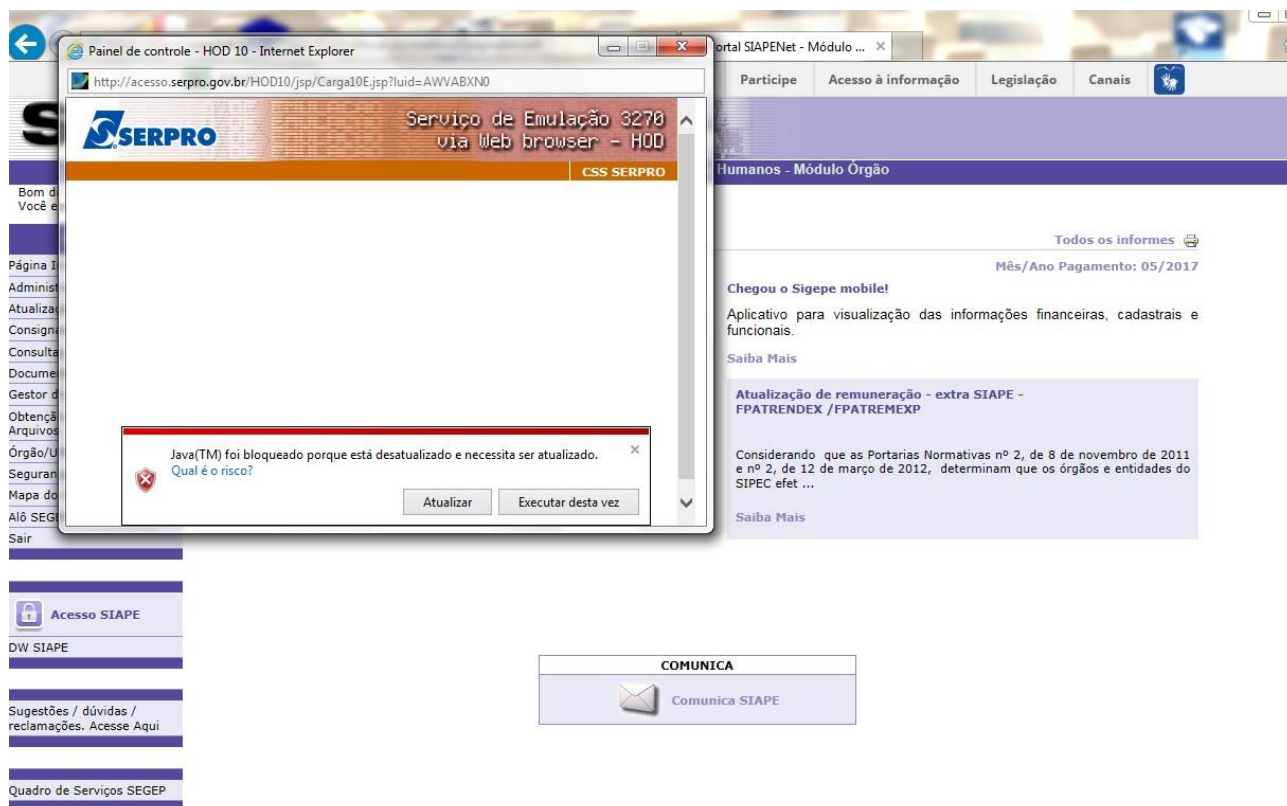 Painel de controle - HOD 10 - Internet Explorer
http://acesso.serpro.gov.br/HOD10/jsp/Carga10E.jsp?luid=AWVABXN0
SERPRO
Serviço de Emulação 3270
via Web browser - HOD
CSS SERPRO
Java(TM) foi bloqueado porque está desatualizado e necessita ser atualizado.
Qual é o risco?
Atualizar
Executar desta vez
ortal SIAPENet - Módulo ...
Participe
Acesso à informação
Legislação
Canais
S
Humanos - Módulo Órgão
Bom di
Você e
Página I
Administ
Atualizaç
Consigna
Consulta
Docume
Gestor d
Obtençã
Arquivos
Órgão/U
Seguran
Mapa do
Alô SEGE
Sair
Acesso SIAPE
DW SIAPE
Sugestões / dúvidas /
reclamações. Acesse Aqui
Quadro de Serviços SEGEP
Todos os informes
Mês/Ano Pagamento: 05/2017
Chegou o Sigepe mobile!
Aplicativo para visualização das informações financeiras, cadastrais e
funcionais.
Saiba Mais
Atualização de remuneração - extra SIAPE -
FPATRENDEX /FPATREMEXP
Considerando que as Portarias Normativas nº 2, de 8 de novembro de 2011
e nº 2, de 12 de março de 2012, determinam que os órgãos e entidades do
SIPEC efet ...
Saiba Mais
COMUNICA
Comunica SIAPE